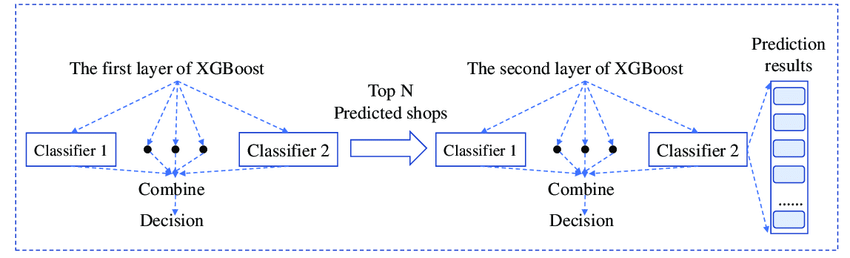 The first layer of XGBoost
Classifier 1
Classifier 2
Combine
Decision
Top N
Predicted shops
The second layer of XGBoost
Classifier 1
Classifier 2
Combine
Decision
Prediction
results
......